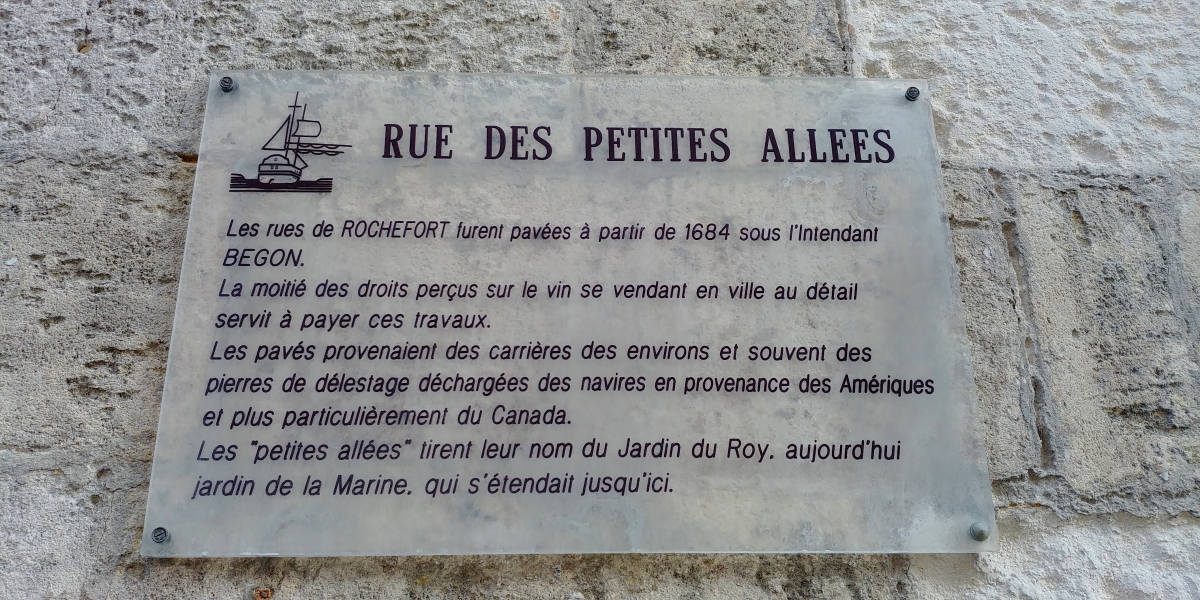 RUE DES PETITES ALLEES
Les rues de ROCHEFORT furent pavées à partir de 1684 sous l'Intendant
BEGON.
La moitié des droits perçus sur le vin se vendant en ville au détail
servit à payer ces travaux.
Les pavés provenaient des carrières des environs et souvent des
pierres de délestage déchargées des navires en provenance des Amériques
et plus particulièrement du Canada.
Les "petites allées" tirent leur nom du Jardin du Roy, aujourd'hui
jardin de la Marine, qui s'étendait jusqu'ici.